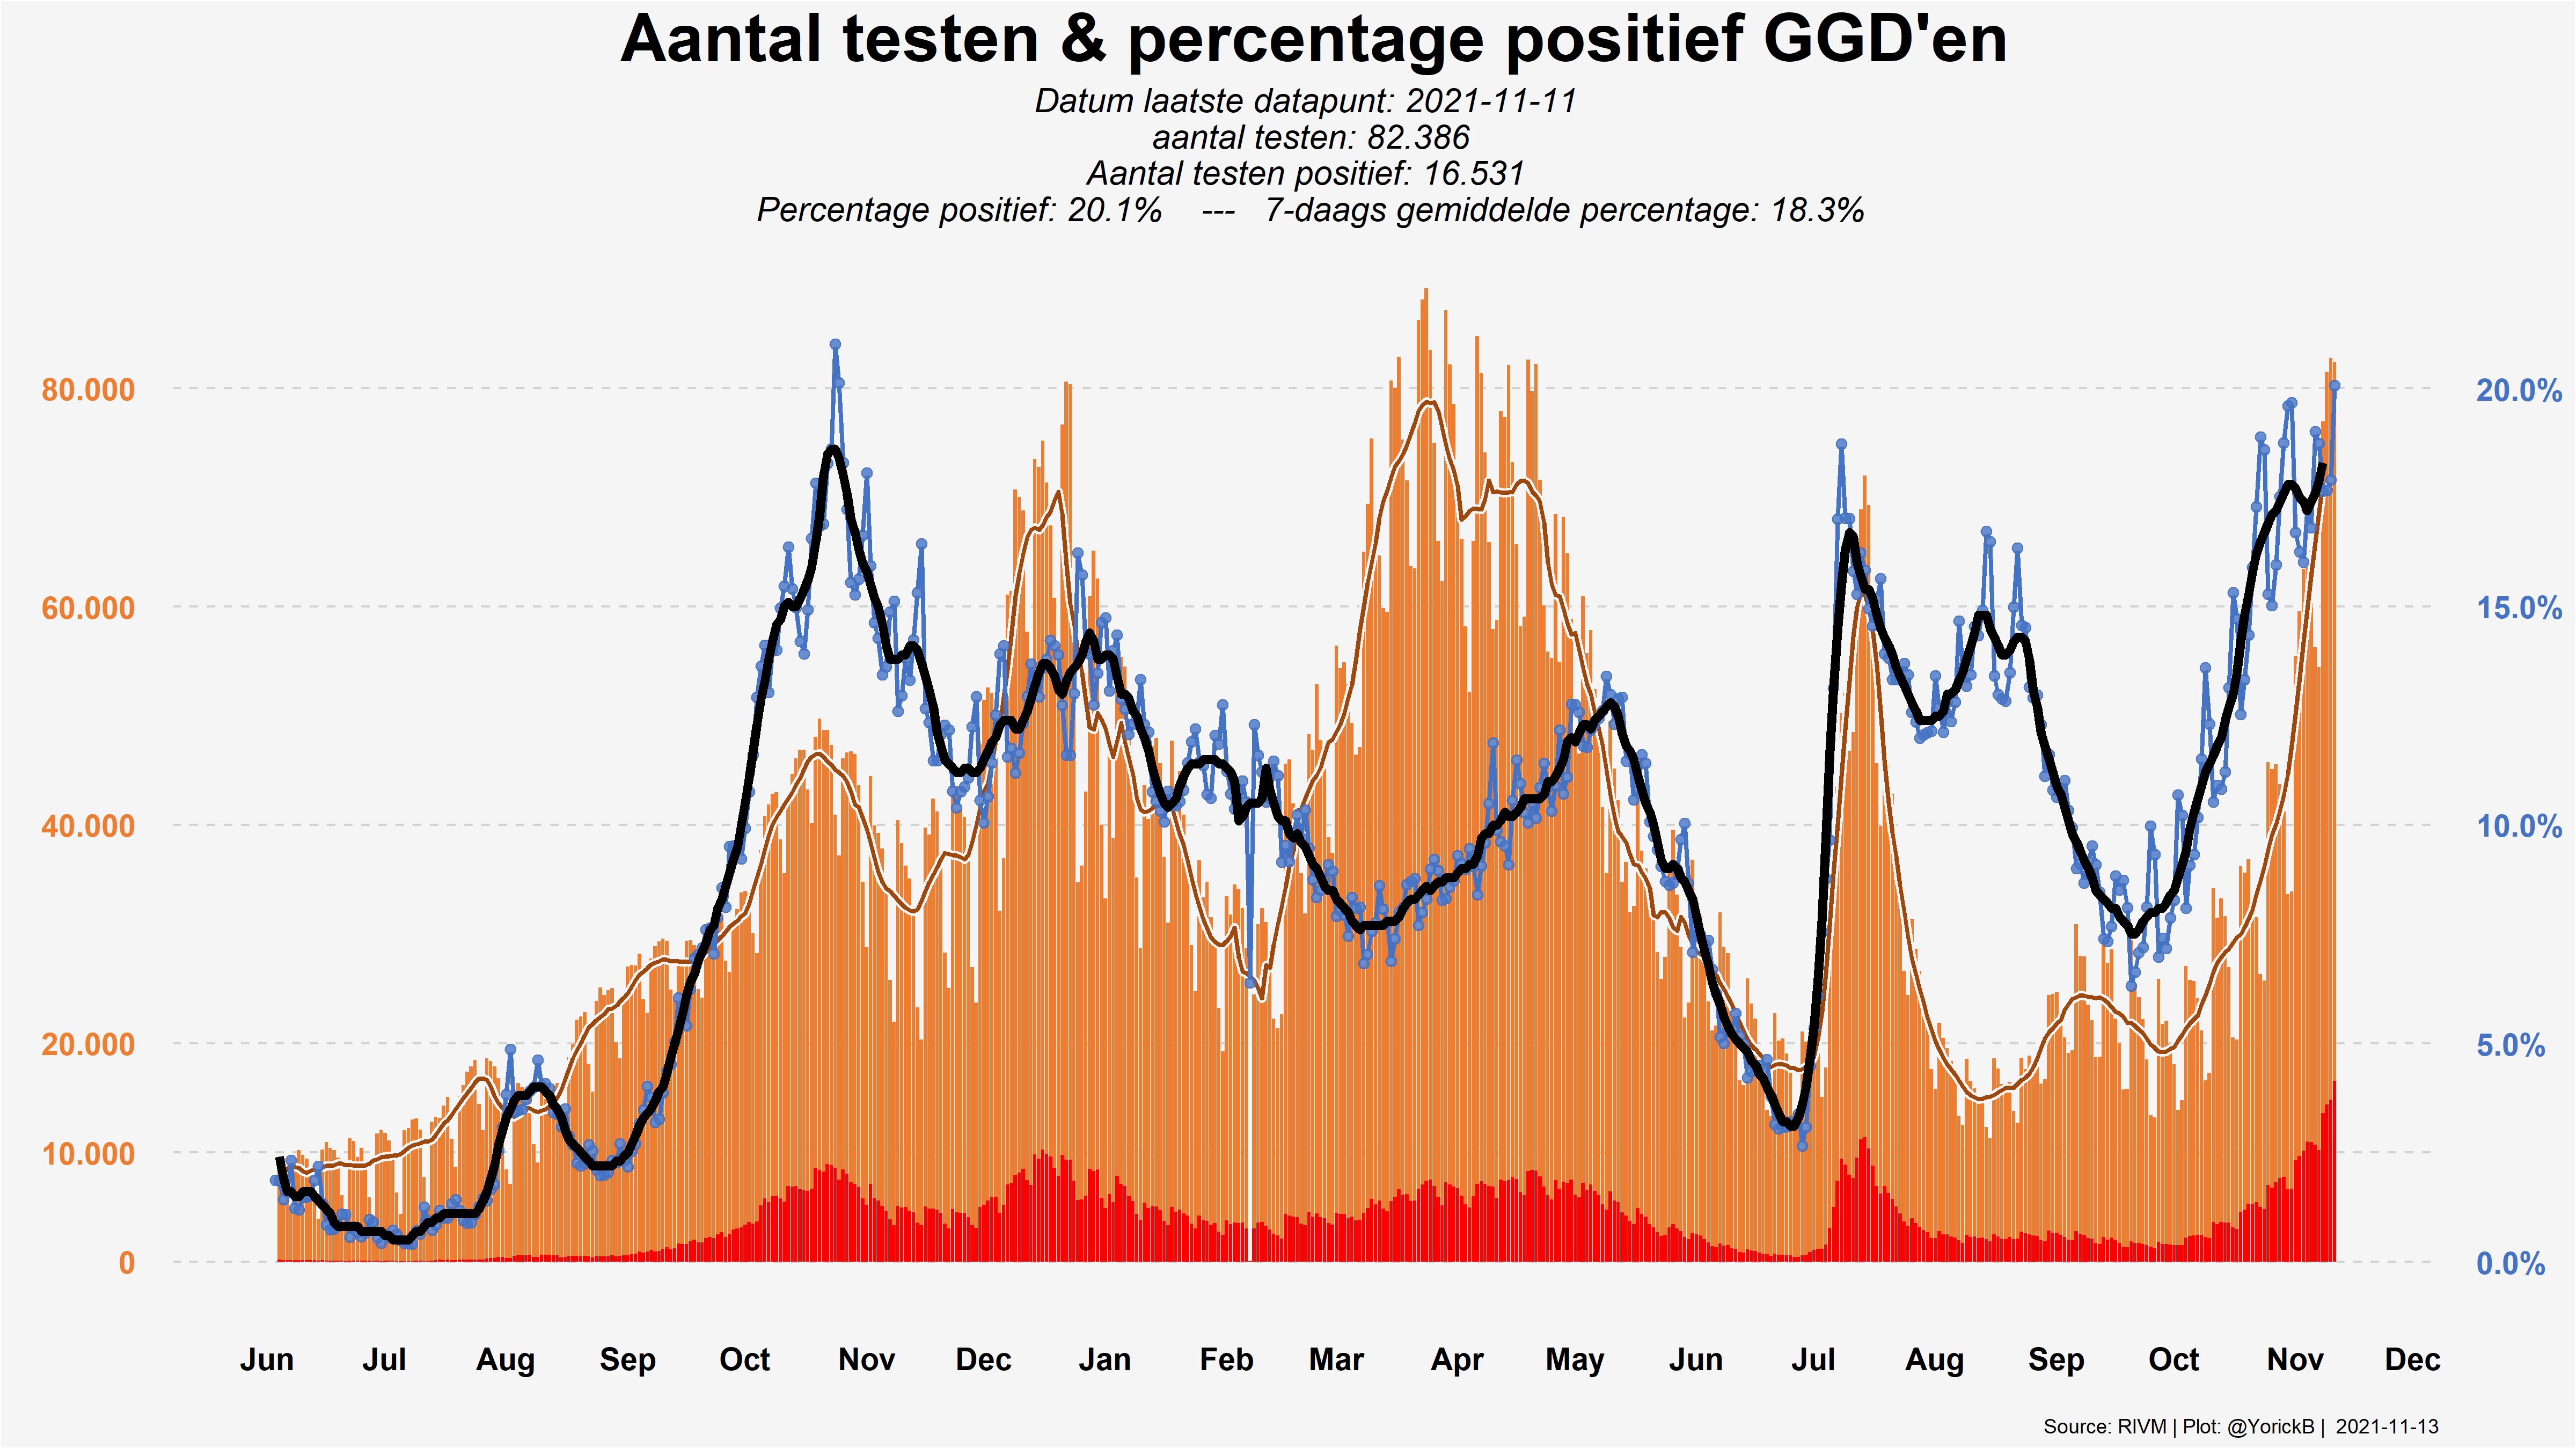 Aantal testen & percentage positief GGD'en
Datum laatste datapunt: 2021-11-11
aantal testen: 82.386
Aantal testen positief: 16.531
Percentage positief: 20.1% --- 7-daags gemiddelde percentage: 18.3%
80.000
60.000
40.000
20.000
10.000
0
20.0%
15.0%
10.0%
5.0%
0.0%
Jun Jul Aug Sep Oct Nov Dec Jan Feb Mar Apr May Jun Jul Aug Sep Oct Nov Dec
Source: RIVM | Plot: @YorickB | 2021-11-13